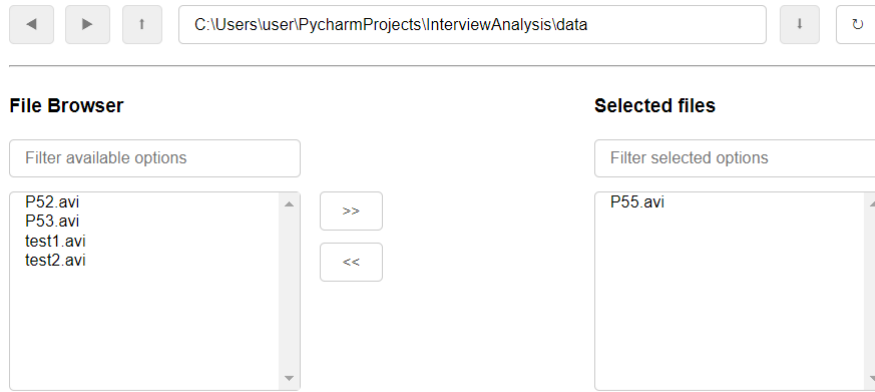 ◀ ▶ ⭡ C:\Users\user\PycharmProjects\InterviewAnalysis\data ⭣ ↻
File Browser
Filter available options
P52.avi
P53.avi
test1.avi
test2.avi
>>
<<
Selected files
Filter selected options
P55.avi